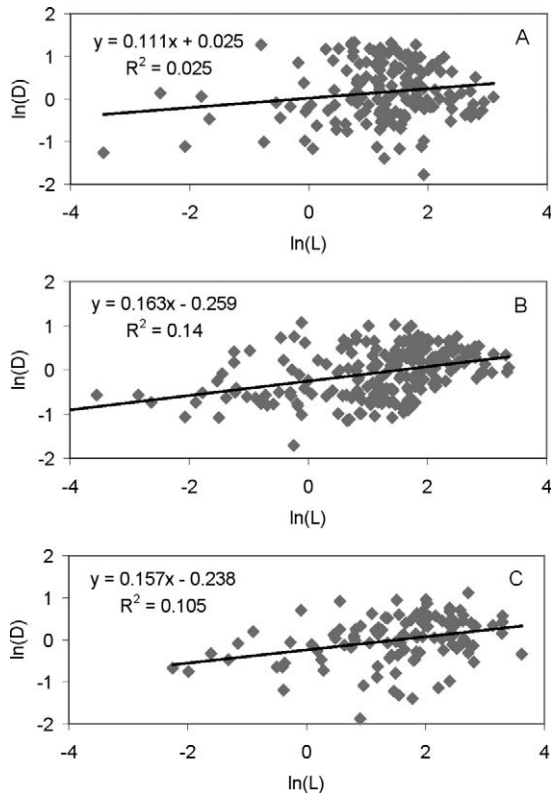 2
y = 0.111x + 0.025
A
R² = 0.025
1
ln(D)
0
-1
-2
-4 -2 0 2 4
ln(L)
2
y = 0.163x - 0.259
B
R² = 0.14
1
ln(D)
0
-1
-2
-4 -2 0 2 4
ln(L)
2
y = 0.157x - 0.238
C
R² = 0.105
1
ln(D)
0
-1
-2
-4 -2 0 2 4
ln(L)